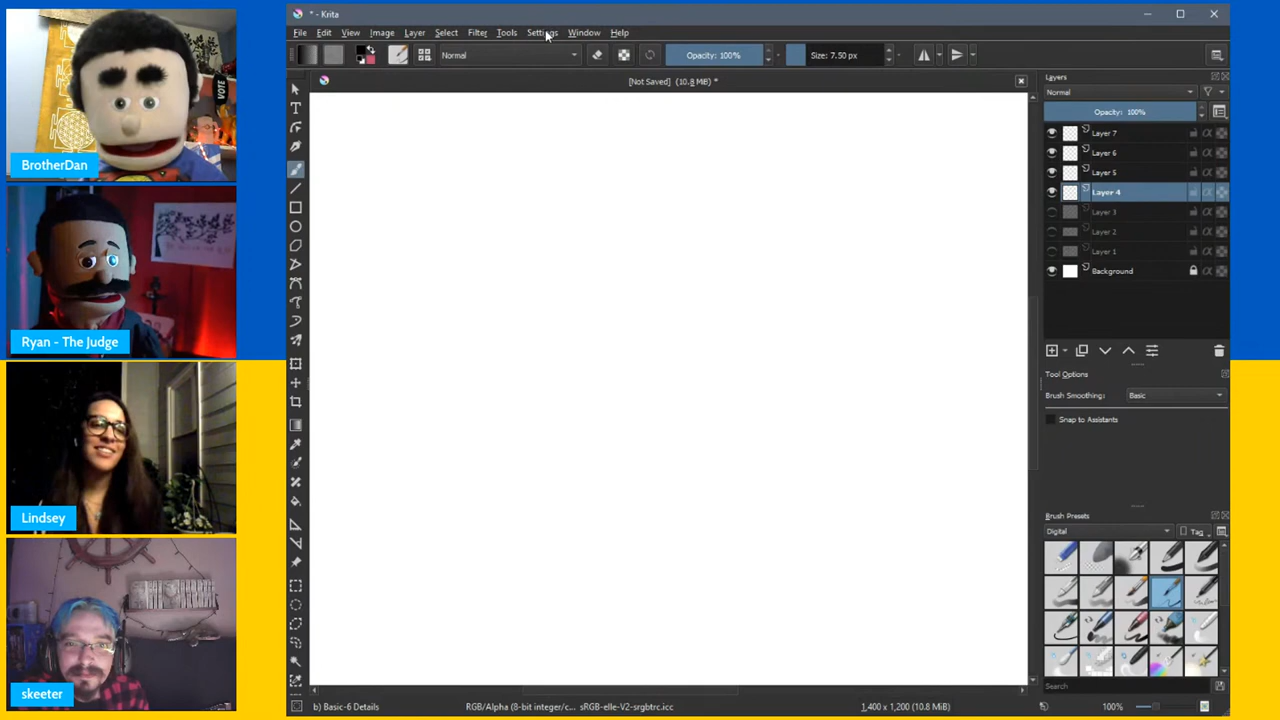 * - Krita
File Edit View Image Layer Select Filter Tools Settings Window Help
Normal
Opacity: 100%
Size: 7.50 px
[Not Saved] (10.8 MiB) *
Layers
Normal
Opacity: 100%
Layer 7
Layer 6
Layer 5
Layer 4
Layer 3
Layer 2
Layer 1
Background
Tool Options
Brush Smoothing: Basic
Snap to Assistants
Brush Presets
Digital
Tag
Search
b) Basic-6 Details
RGB/Alpha (8-bit integer/c... sRGB-elle-V2-srgbtrc.icc
1,400 x 1,200 (10.8 MiB)
100%
VOTE
BrotherDan
Ryan - The Judge
Lindsey
skeeter